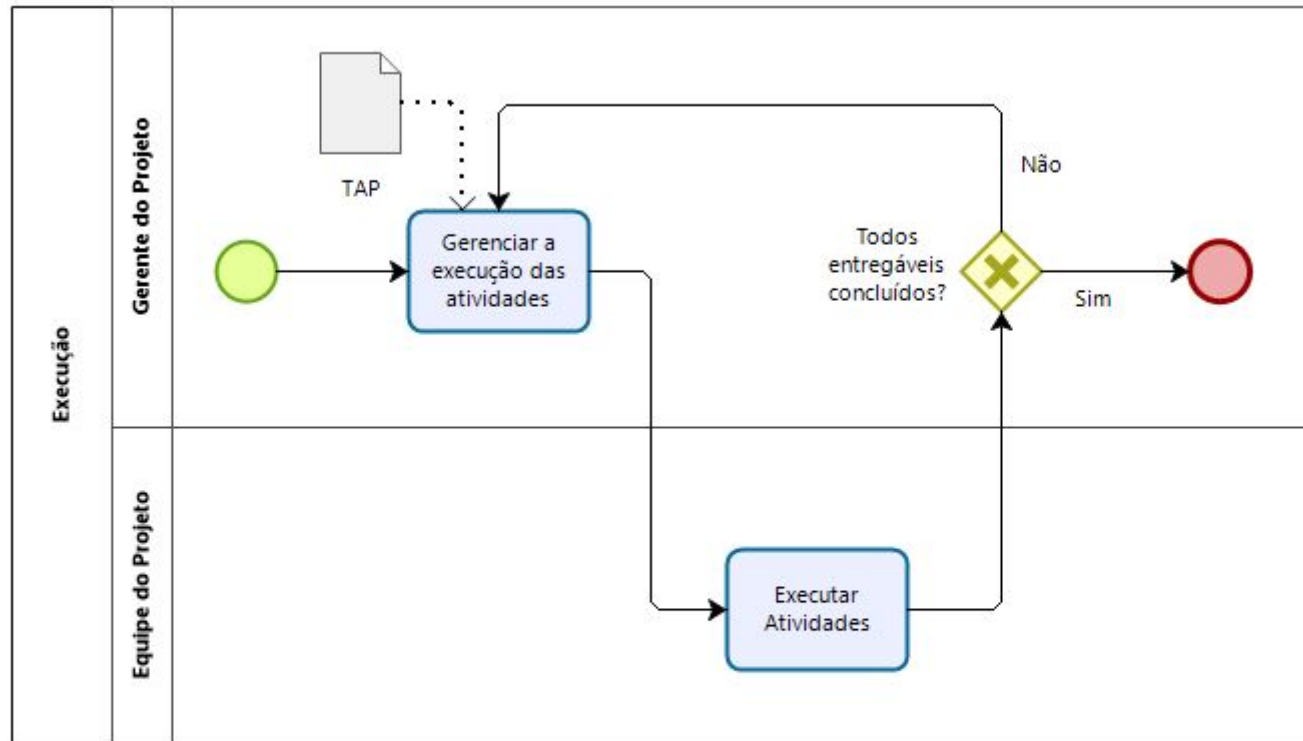 Execução
Gerente do Projeto
TAP
Gerenciar a
execução das
atividades
Todos
entregáveis
concluídos?
Não
Sim
Equipe do Projeto
Executar
Atividades